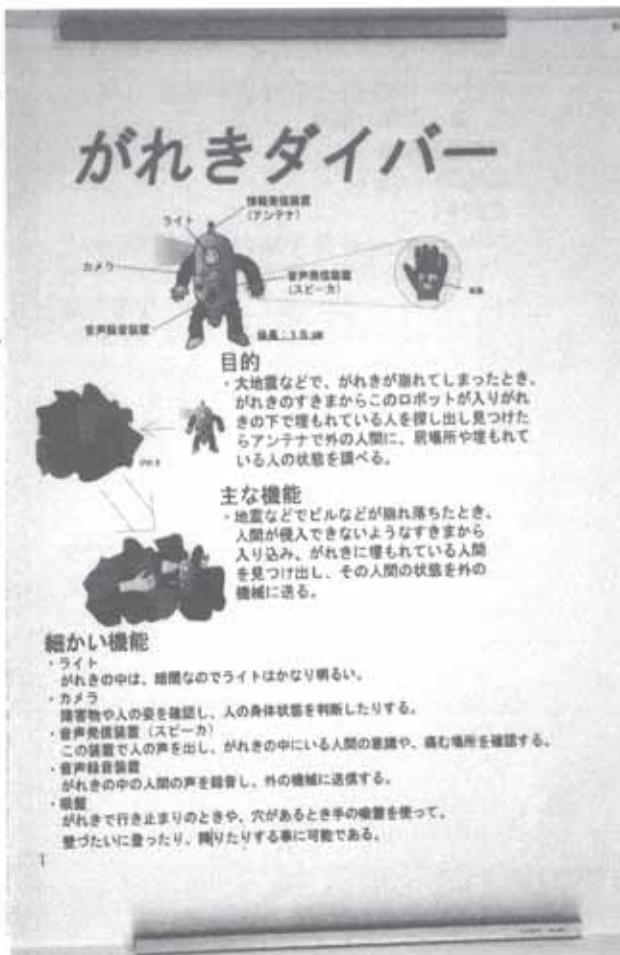 がれきダイバー
情報発信装置
(アンテナ)
ライト
カメラ
音声発信装置
(スピーカ)
音声録音装置
身長:15cm
目的
・大地震などで、がれきが崩れてしまったとき、
がれきのすきまからこのロボットが入りがれ
きの下で埋もれている人を探し出し見つけた
らアンテナで外の人間に、居場所や埋もれて
いる人の状態を調べる。
主な機能
・地震などでビルなどが崩れ落ちたとき、
人間が侵入できないようなすきまから
入り込み、がれきに埋もれている人間
を見つけ出し、その人間の状態を外の
機械に送る。
細かい機能
・ライト
がれきの中は、暗闇なのでライトはかなり明るい。
・カメラ
障害物や人の姿を確認し、人の身体状態を判断したりする。
・音声発信装置(スピーカ)
この装置で人の声を出し、がれきの中にいる人間の意識や、痛む場所を確認する。
・音声録音装置
がれきの中の人間の声を録音し、外の機械に送信する。
・吸盤
がれきで行き止まりのときや、穴があるとき手の吸盤を使って、
壁づたいに登ったり、降りたりする事に可能である。
1